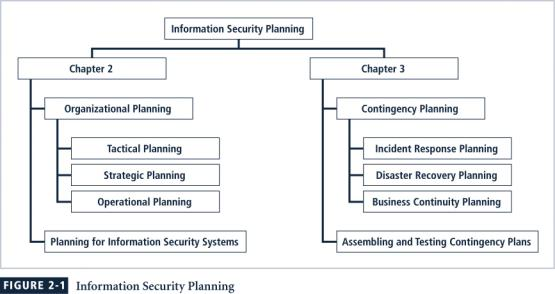 Information Security Planning
Chapter 2
Chapter 3
Organizational Planning
Contingency Planning
Tactical Planning
Incident Response Planning
Strategic Planning
Disaster Recovery Planning
Operational Planning
Business Continuity Planning
Planning for Information Security Systems
Assembling and Testing Contingency Plans
FIGURE 2-1 Information Security Planning